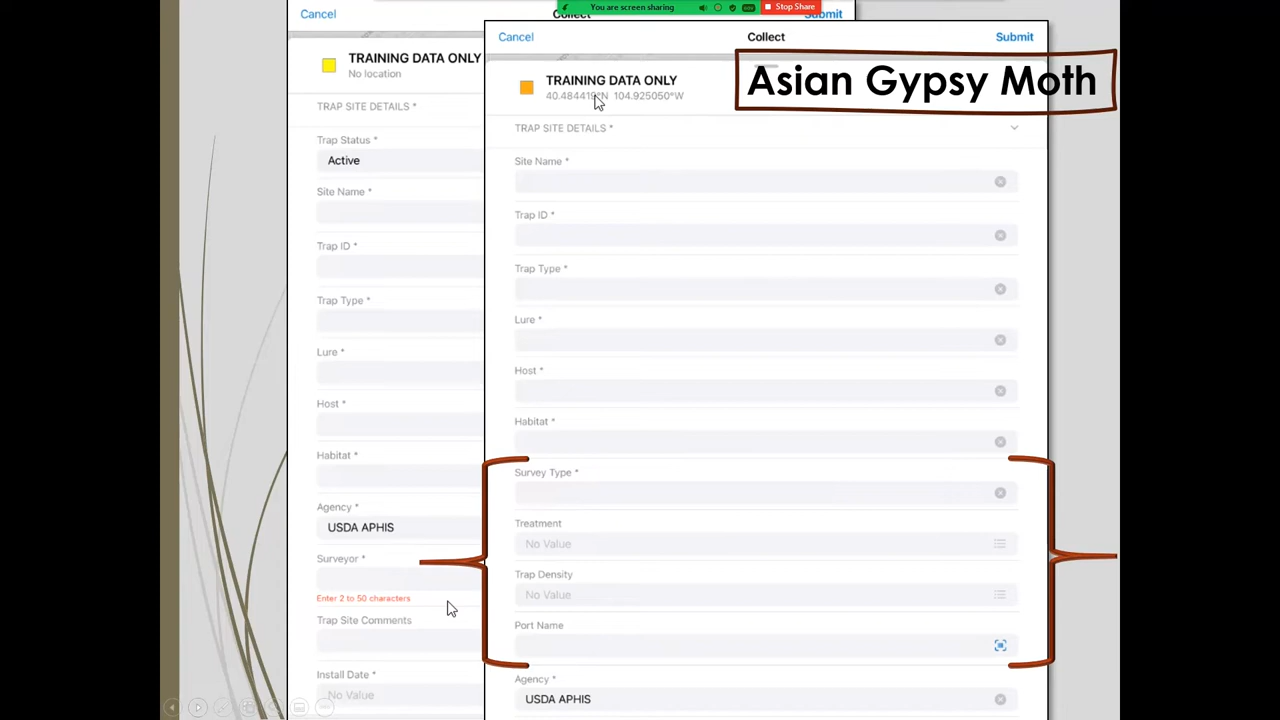 You are screen sharing
Stop Share
Cancel
Collect
Submit
TRAINING DATA ONLY
No location
TRAP SITE DETAILS *
Trap Status *
Active
Site Name *
Trap ID *
Trap Type *
Lure *
Host *
Habitat *
Agency *
USDA APHIS
Surveyor *
Enter 2 to 50 characters
Trap Site Comments
Install Date *
No Value
Cancel
Collect
Submit
Asian Gypsy Moth
TRAINING DATA ONLY
40.484419°N 104.925050°W
TRAP SITE DETAILS *
Site Name *
Trap ID *
Trap Type *
Lure *
Host *
Habitat *
Survey Type *
Treatment
No Value
Trap Density
No Value
Port Name
Agency *
USDA APHIS